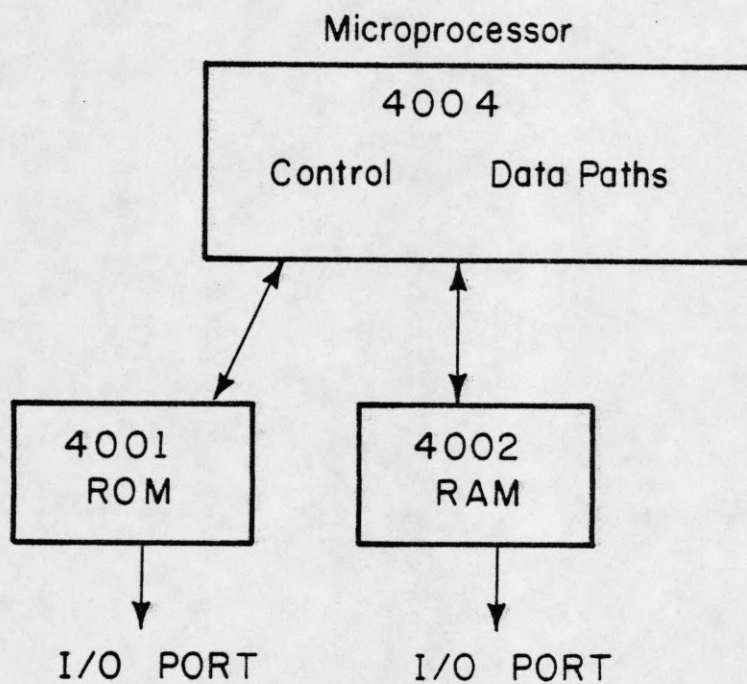 Microprocessor
4004
Control Data Paths
4001 4002
ROM RAM
I/O PORT I/O PORT